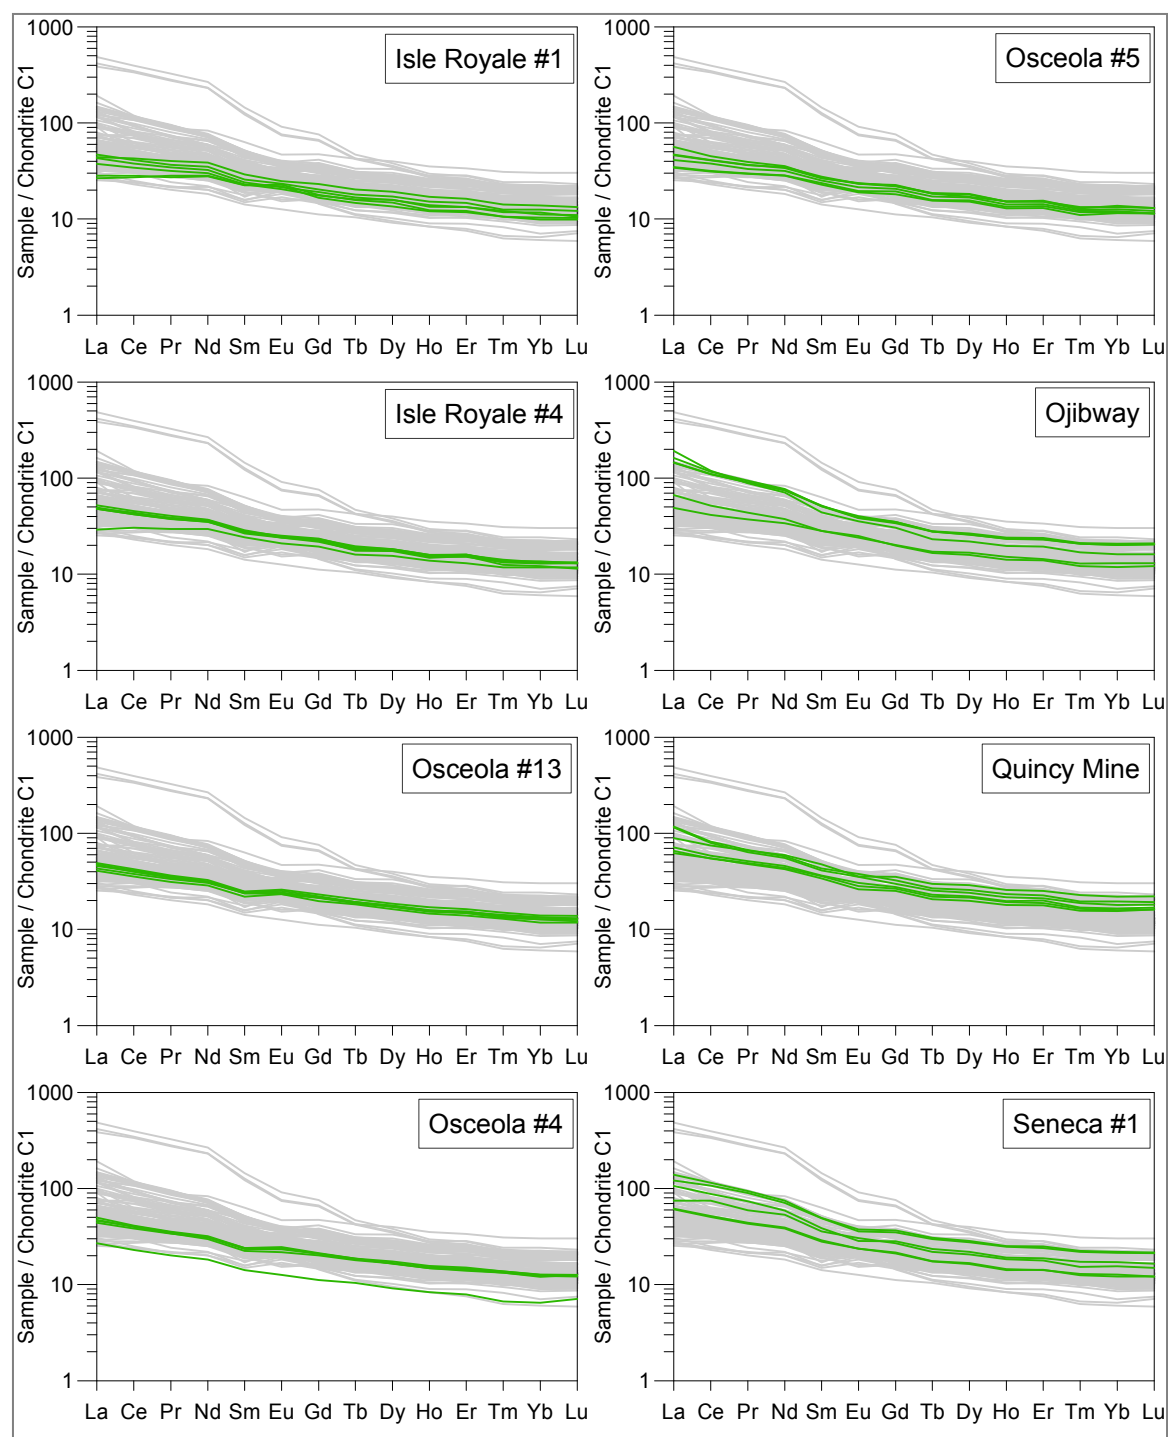 1000
100
10
1
Sample / Chondrite C1
Isle Royale #1
La Ce Pr Nd Sm Eu Gd Tb Dy Ho Er Tm Yb Lu
1000
100
10
1
Sample / Chondrite C1
Osceola #5
La Ce Pr Nd Sm Eu Gd Tb Dy Ho Er Tm Yb Lu
1000
100
10
1
Sample / Chondrite C1
Isle Royale #4
La Ce Pr Nd Sm Eu Gd Tb Dy Ho Er Tm Yb Lu
1000
100
10
1
Sample / Chondrite C1
Ojibway
La Ce Pr Nd Sm Eu Gd Tb Dy Ho Er Tm Yb Lu
1000
100
10
1
Sample / Chondrite C1
Osceola #13
La Ce Pr Nd Sm Eu Gd Tb Dy Ho Er Tm Yb Lu
1000
100
10
1
Sample / Chondrite C1
Quincy Mine
La Ce Pr Nd Sm Eu Gd Tb Dy Ho Er Tm Yb Lu
1000
100
10
1
Sample / Chondrite C1
Osceola #4
La Ce Pr Nd Sm Eu Gd Tb Dy Ho Er Tm Yb Lu
1000
100
10
1
Sample / Chondrite C1
Seneca #1
La Ce Pr Nd Sm Eu Gd Tb Dy Ho Er Tm Yb Lu